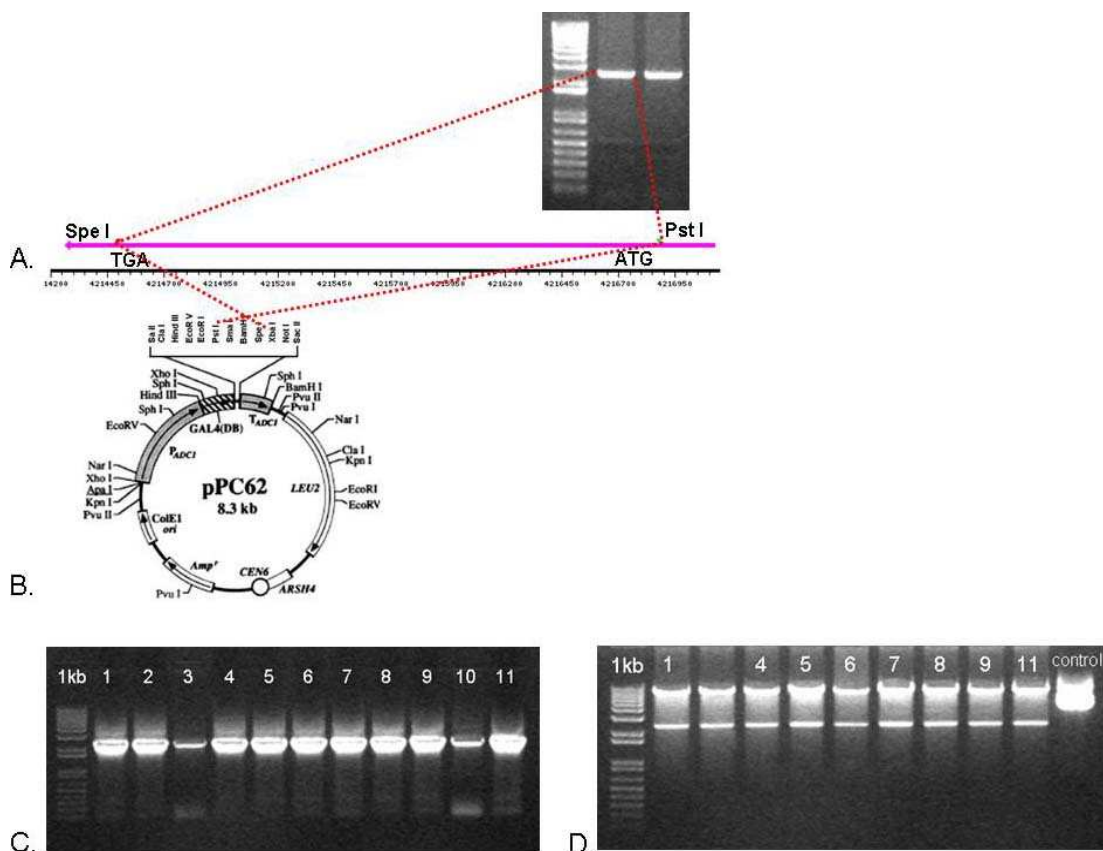 Spe I
Pst I
A.
TGA
ATG
14200 4214450 4214700 4214950 4215200 4215450 4215700 4215950 4216200 4216450 4216700 4216950
Sal I
Cla I
Hind III
EcoR V
EcoR I
Pst I
Sma I
BamH I
Spe I
Xba I
Not I
Sac II
Xho I
Sph I
Hind III
Sph I
EcoRV
Nar I
Xho I
Apa I
Kpn I
Pvu II
Sph I
BamH I
Pvu II
Pvu I
Nar I
Cla I
Kpn I
EcoRI
EcoRV
GAL4(DB)
TADC1
PADC1
pPC62
8.3 kb
LEU2
ColE1
ori
Ampr
CEN6
ARSH4
Pvu I
B.
1kb 1 2 3 4 5 6 7 8 9 10 11
C.
1kb 1 4 5 6 7 8 9 11 control
D